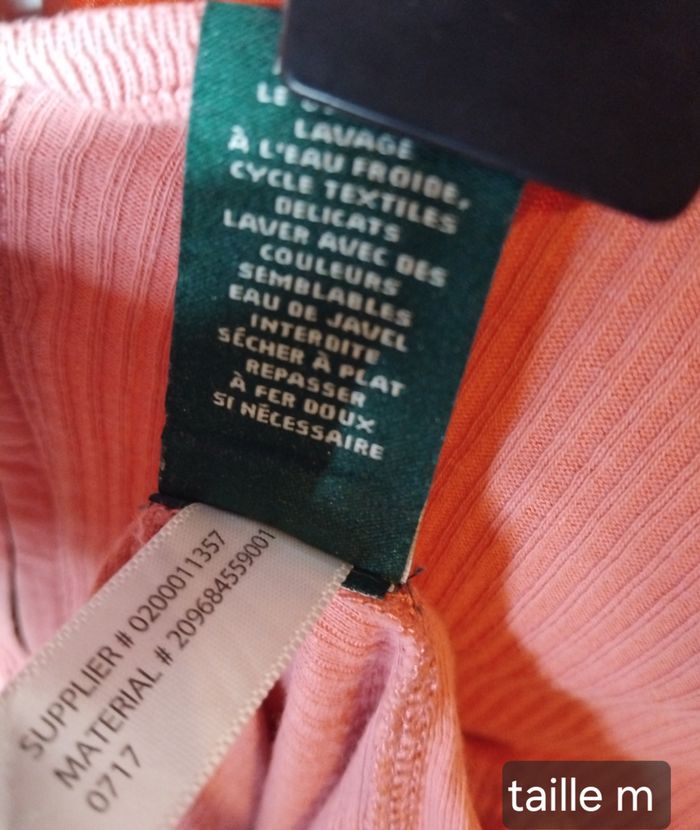 LE
LAVAGE
À L'EAU FROIDE,
CYCLE TEXTILES
DELICATS
LAVER AVEC DES
COULEURS
SEMBLABLES
EAU DE JAVEL
INTERDITE
SÉCHER À PLAT
REPASSER
À FER DOUX
SI NÉCESSAIRE
SUPPLIER # 0200011357
MATERIAL # 209684559001
0717
taille m